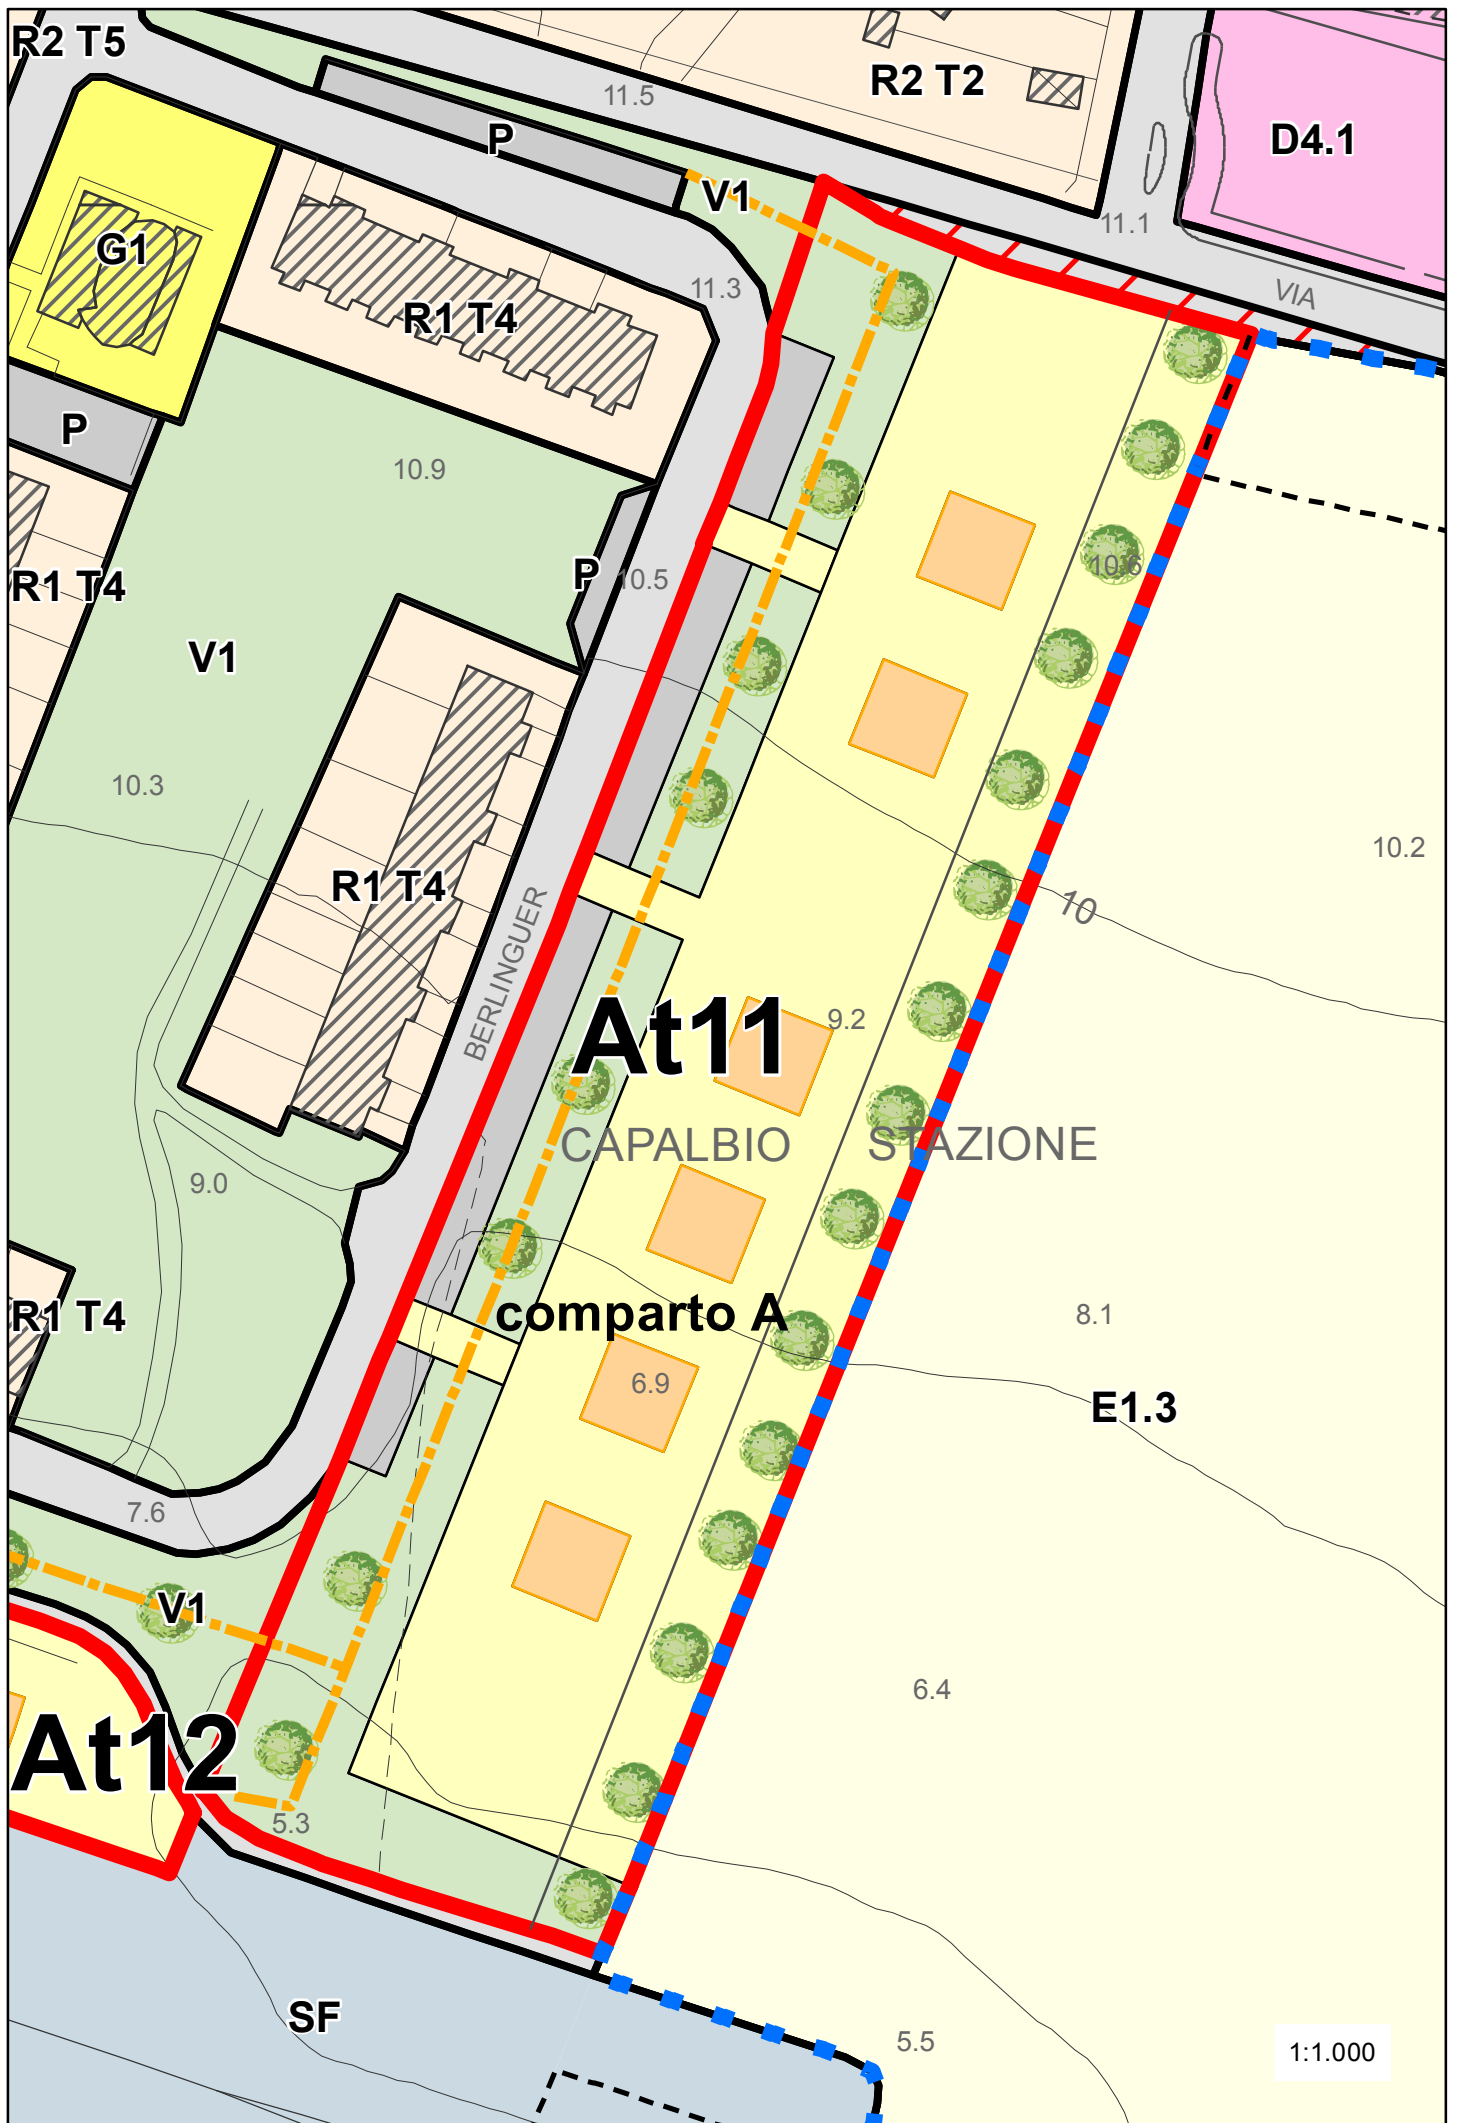 R2 T5
R2 T2
11.5
P
D4.1
V1
11.1
G1
11.3
VIA
R1 T4
P
10.9
P
10.5
10.6
R1 T4
V1
10.3
10.2
R1 T4
10
BERLINGUER
9.2
At11
CAPALBIO STAZIONE
9.0
comparto A
8.1
R1 T4
6.9
E1.3
7.6
V1
6.4
At12
5.3
SF
5.5
1:1.000